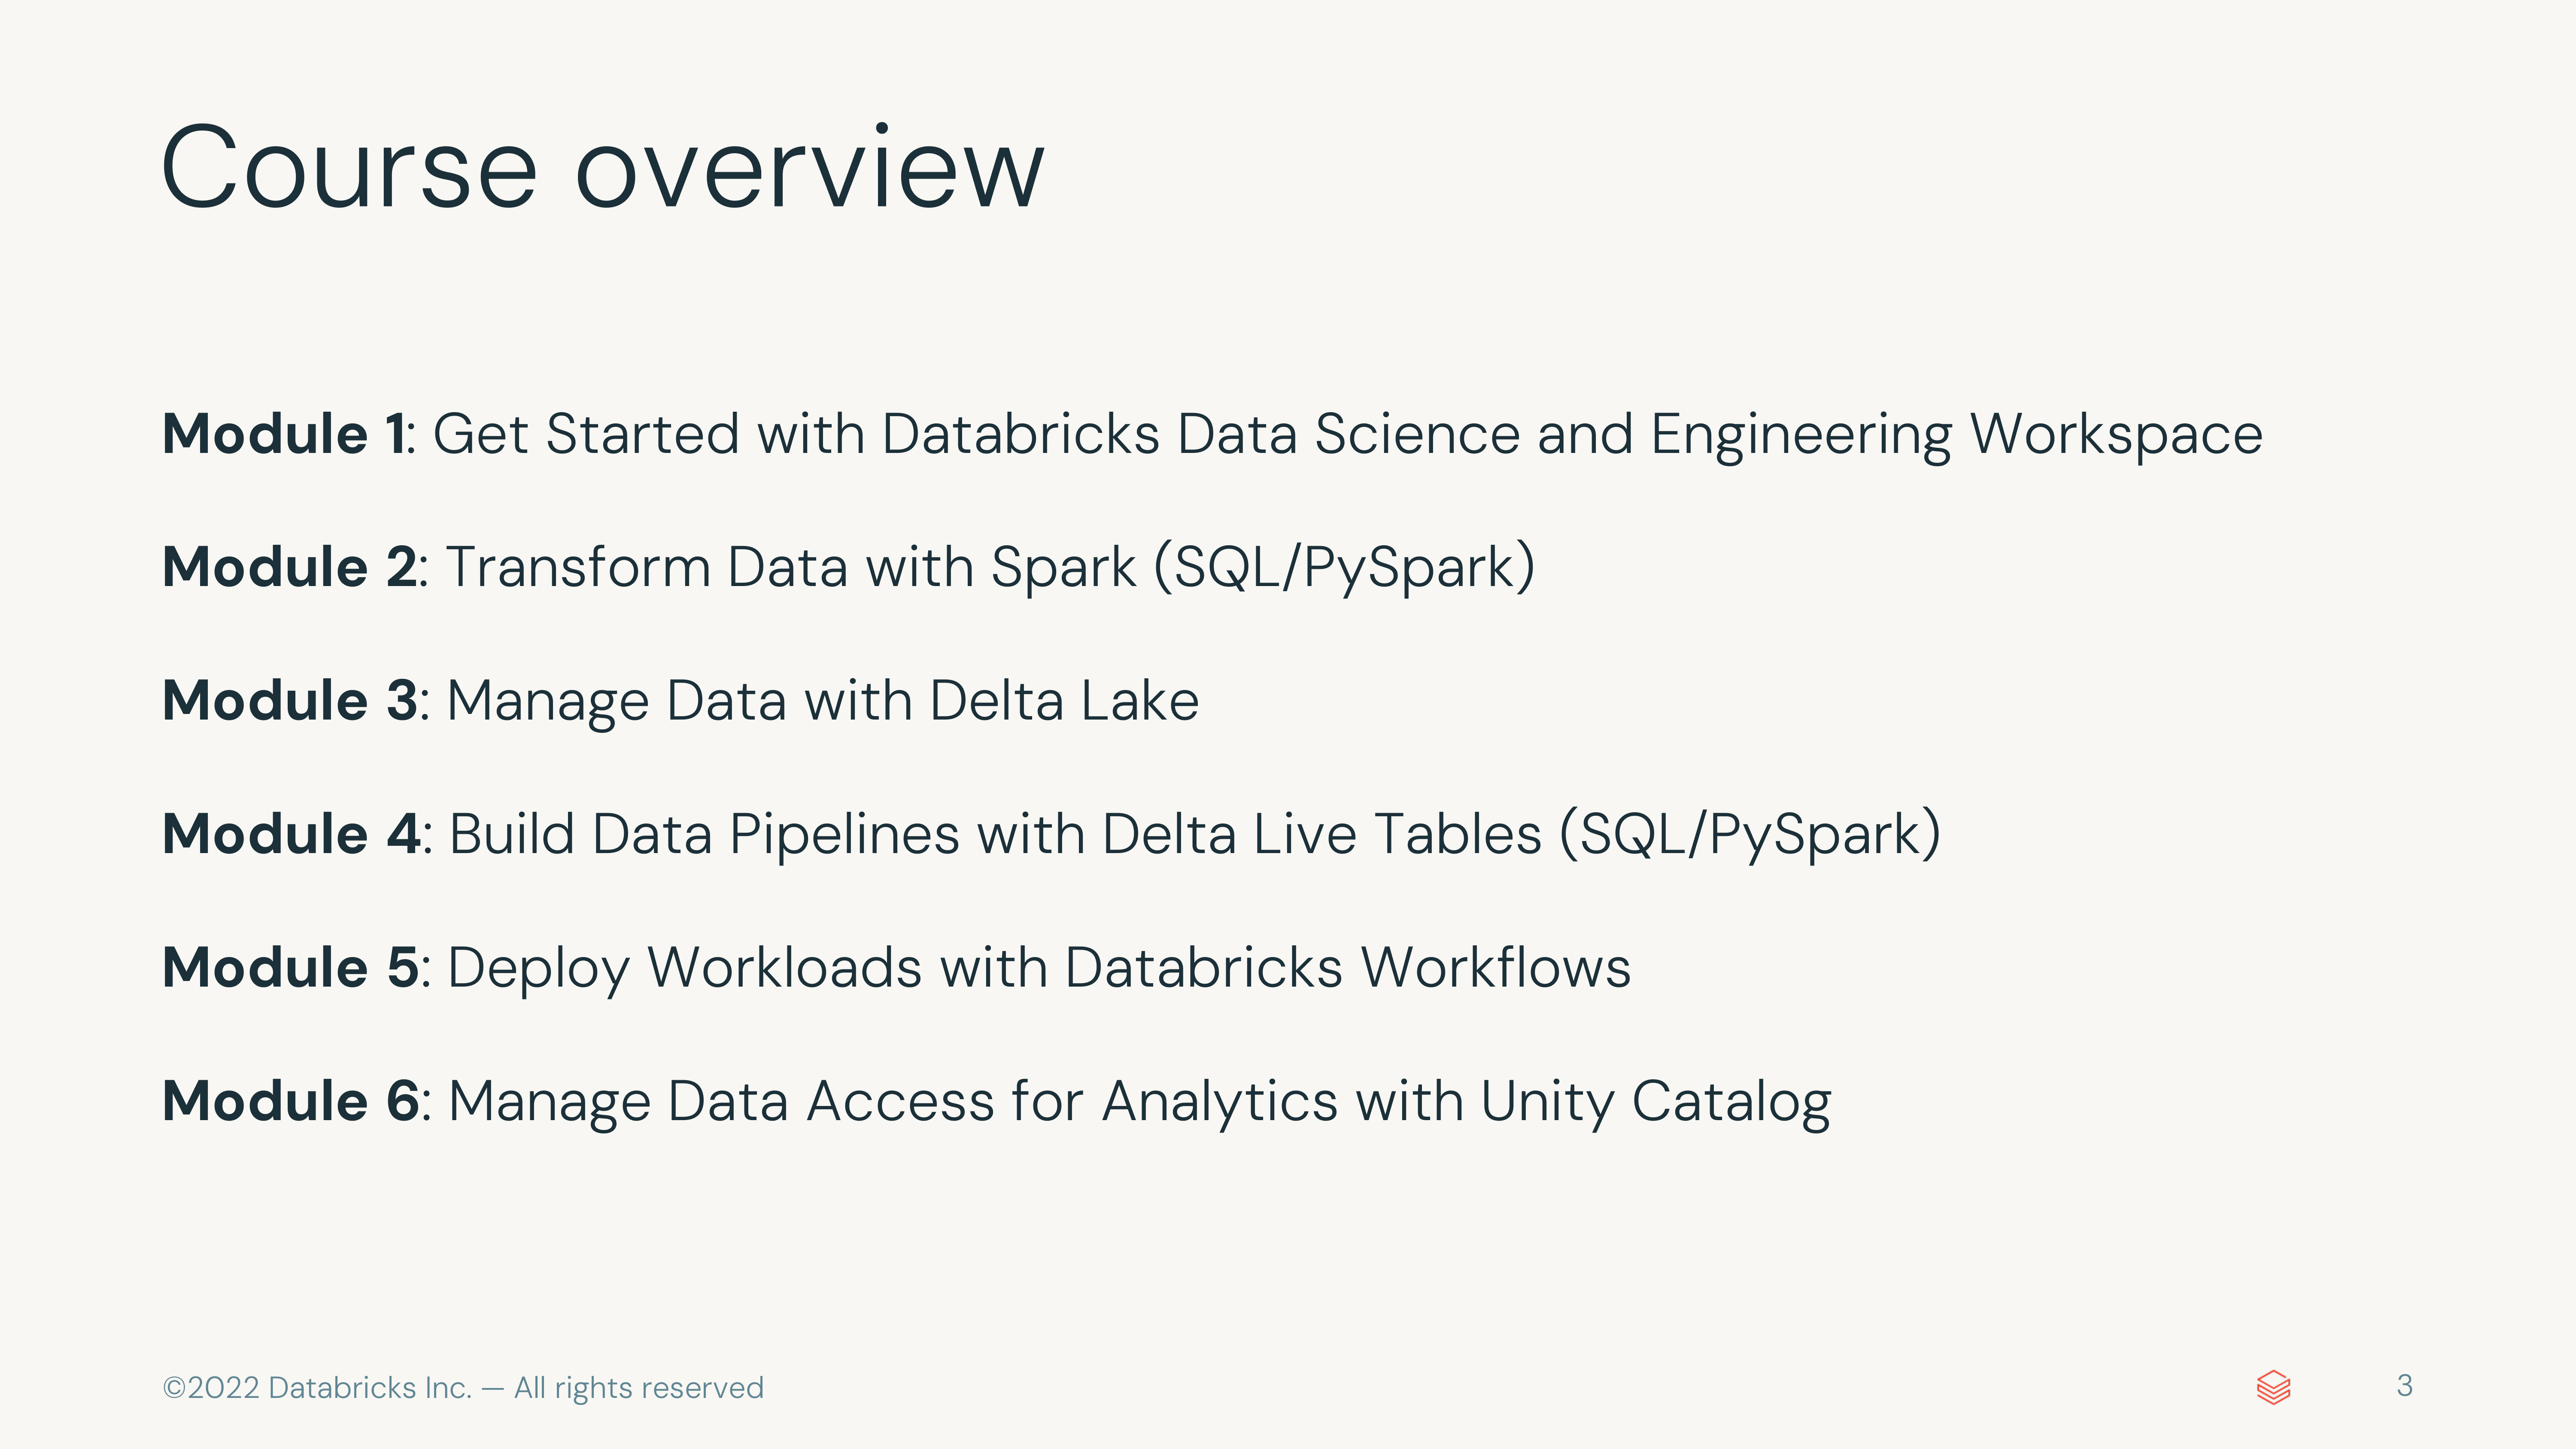 Course overview
Module 1: Get Started with Databricks Data Science and Engineering Workspace
Module 2: Transform Data with Spark (SQL/PySpark)
Module 3: Manage Data with Delta Lake
Module 4: Build Data Pipelines with Delta Live Tables (SQL/PySpark)
Module 5: Deploy Workloads with Databricks Workflows
Module 6: Manage Data Access for Analytics with Unity Catalog
©2022 Databricks Inc. — All rights reserved
3